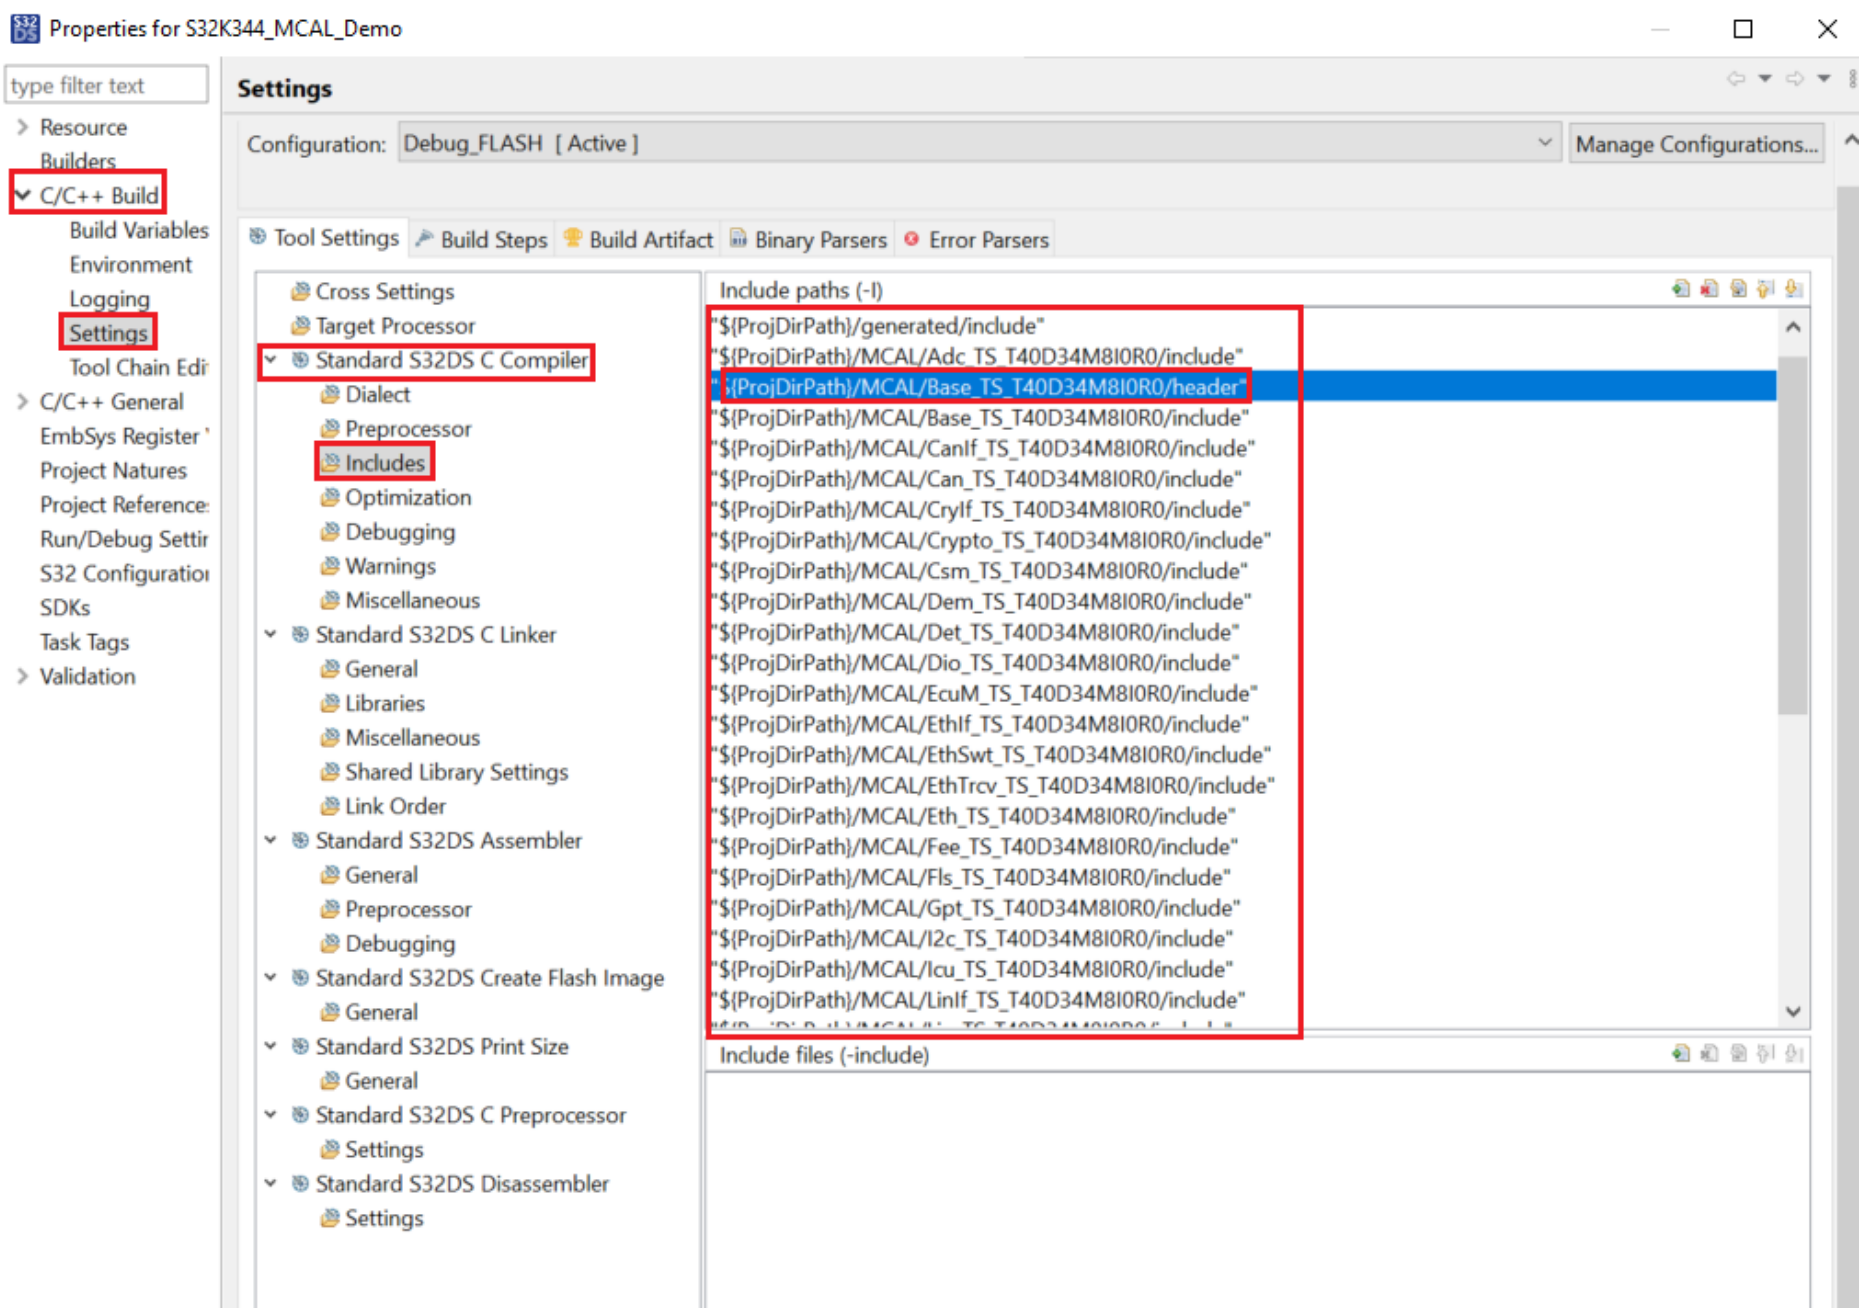 Properties for S32K344_MCAL_Demo
type filter text
Resource
Builders
C/C++ Build
Build Variables
Environment
Logging
Settings
Tool Chain Edi
C/C++ General
EmbSys Register
Project Natures
Project Reference
Run/Debug Settin
S32 Configuration
SDKs
Task Tags
Validation
Settings
Configuration:
Debug_FLASH [ Active ]
Manage Configurations...
Tool Settings
Build Steps
Build Artifact
Binary Parsers
Error Parsers
Cross Settings
Target Processor
Standard S32DS C Compiler
Dialect
Preprocessor
Includes
Optimization
Debugging
Warnings
Miscellaneous
Standard S32DS C Linker
General
Libraries
Miscellaneous
Shared Library Settings
Link Order
Standard S32DS Assembler
General
Preprocessor
Debugging
Standard S32DS Create Flash Image
General
Standard S32DS Print Size
General
Standard S32DS C Preprocessor
Settings
Standard S32DS Disassembler
Settings
Include paths (-I)
"${ProjDirPath}/generated/include"
"${ProjDirPath}/MCAL/Adc_TS_T40D34M8I0R0/include"
"${ProjDirPath}/MCAL/Base_TS_T40D34M8I0R0/header"
"${ProjDirPath}/MCAL/Base_TS_T40D34M8I0R0/include"
"${ProjDirPath}/MCAL/CanIf_TS_T40D34M8I0R0/include"
"${ProjDirPath}/MCAL/Can_TS_T40D34M8I0R0/include"
"${ProjDirPath}/MCAL/CryIf_TS_T40D34M8I0R0/include"
"${ProjDirPath}/MCAL/Crypto_TS_T40D34M8I0R0/include"
"${ProjDirPath}/MCAL/Csm_TS_T40D34M8I0R0/include"
"${ProjDirPath}/MCAL/Dem_TS_T40D34M8I0R0/include"
"${ProjDirPath}/MCAL/Det_TS_T40D34M8I0R0/include"
"${ProjDirPath}/MCAL/Dio_TS_T40D34M8I0R0/include"
"${ProjDirPath}/MCAL/EcuM_TS_T40D34M8I0R0/include"
"${ProjDirPath}/MCAL/EthIf_TS_T40D34M8I0R0/include"
"${ProjDirPath}/MCAL/EthSwt_TS_T40D34M8I0R0/include"
"${ProjDirPath}/MCAL/EthTrcv_TS_T40D34M8I0R0/include"
"${ProjDirPath}/MCAL/Eth_TS_T40D34M8I0R0/include"
"${ProjDirPath}/MCAL/Fee_TS_T40D34M8I0R0/include"
"${ProjDirPath}/MCAL/Fls_TS_T40D34M8I0R0/include"
"${ProjDirPath}/MCAL/Gpt_TS_T40D34M8I0R0/include"
"${ProjDirPath}/MCAL/I2c_TS_T40D34M8I0R0/include"
"${ProjDirPath}/MCAL/Icu_TS_T40D34M8I0R0/include"
"${ProjDirPath}/MCAL/LinIf_TS_T40D34M8I0R0/include"
Include files (-include)